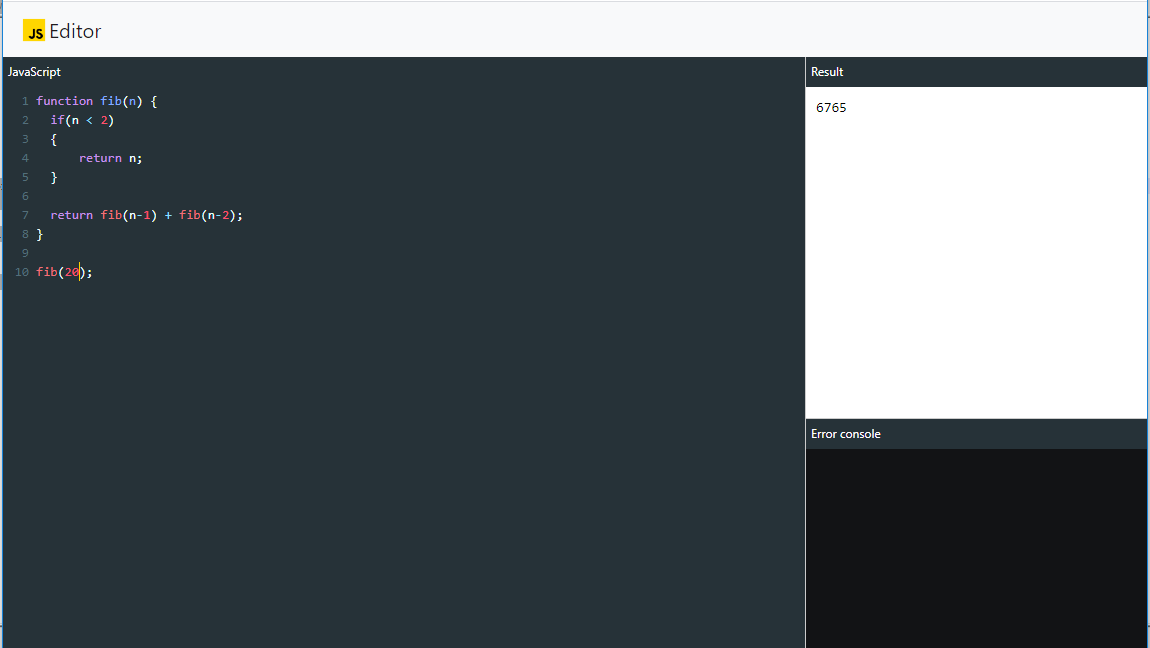 JS Editor
JavaScript
1 function fib(n) {
2 if(n < 2)
3 {
4 return n;
5 }
6
7 return fib(n-1) + fib(n-2);
8 }
9
10 fib(20);
Result
6765
Error console